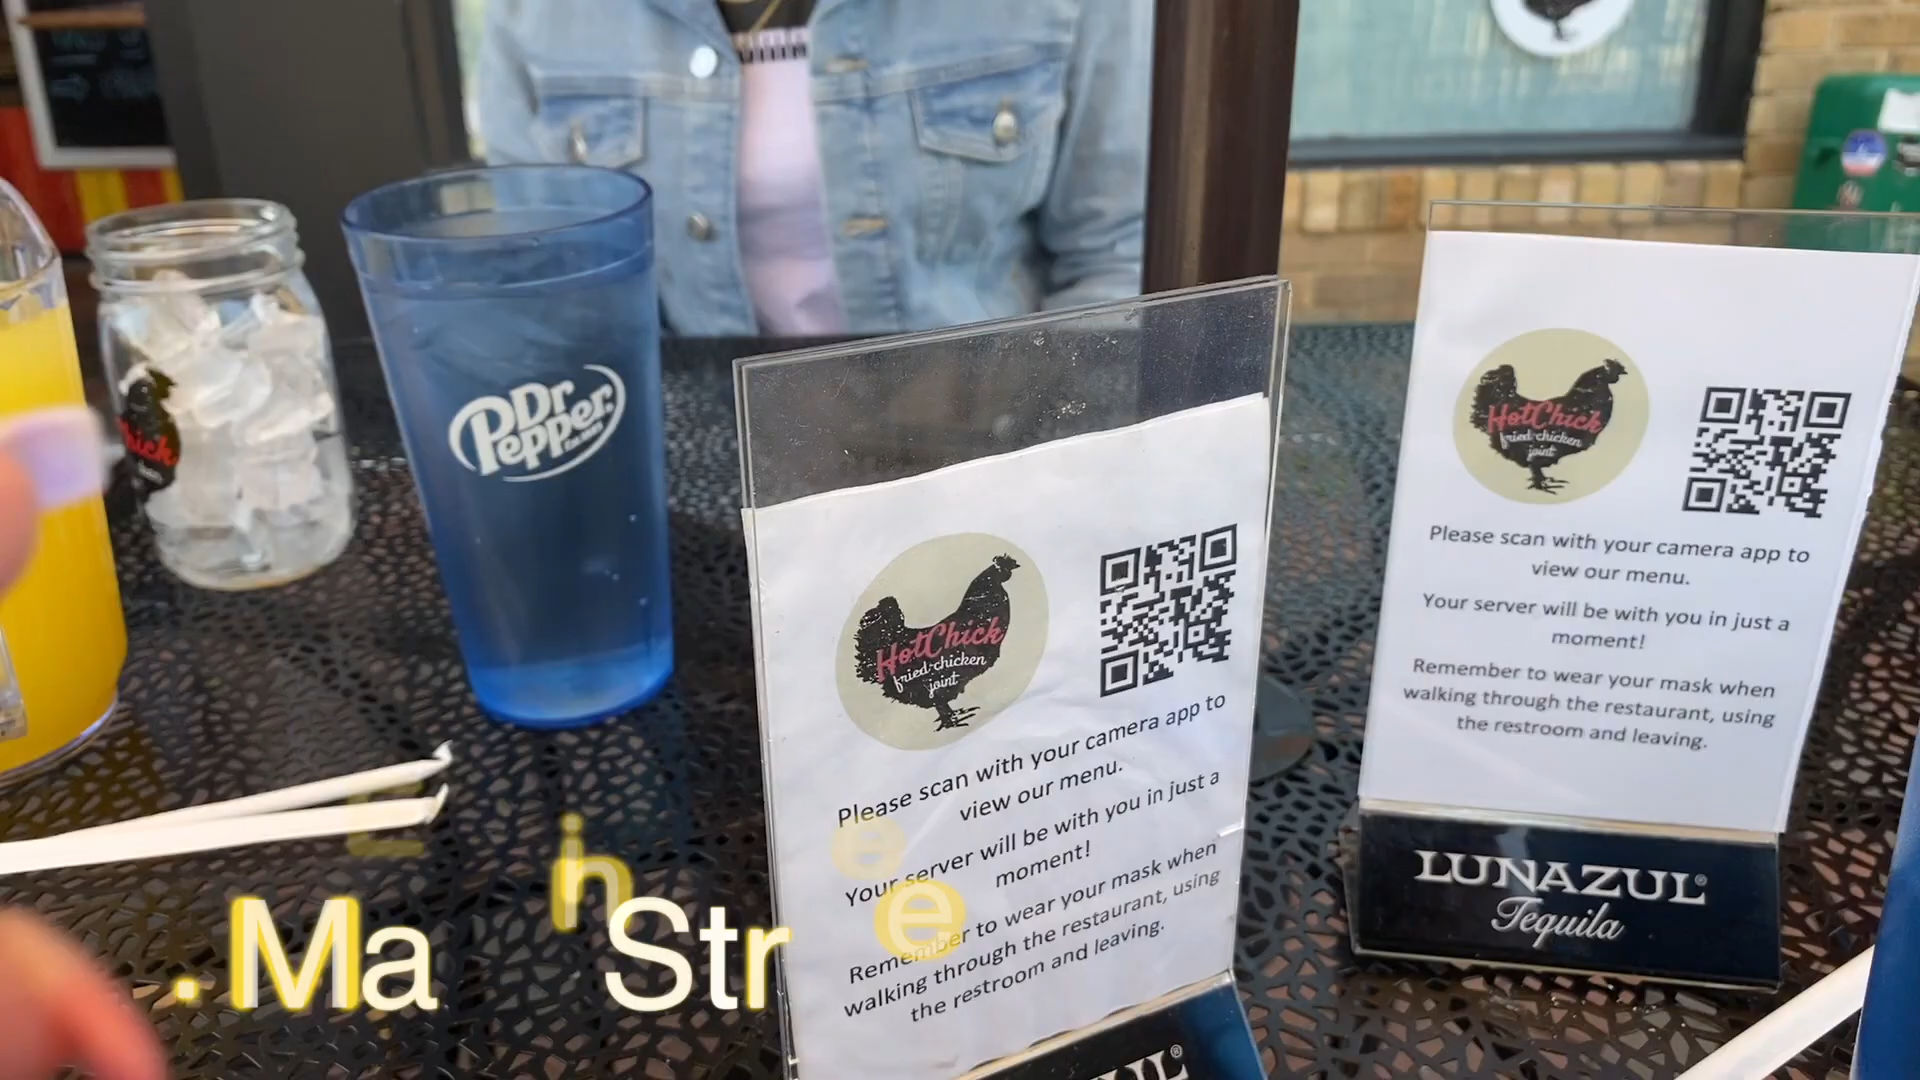 Dr
Pepper
HotChick
fried chicken
joint
Please scan with your camera app to
view our menu.
Your server will be with you in just a
moment!
Remember to wear your mask when
walking through the restaurant, using
the restroom and leaving.
HotChick
fried chicken
joint
Please scan with your camera app to
view our menu.
Your server will be with you in just a
moment!
Remember to wear your mask when
walking through the restaurant, using
the restroom and leaving.
LUNAZUL®
Tequila